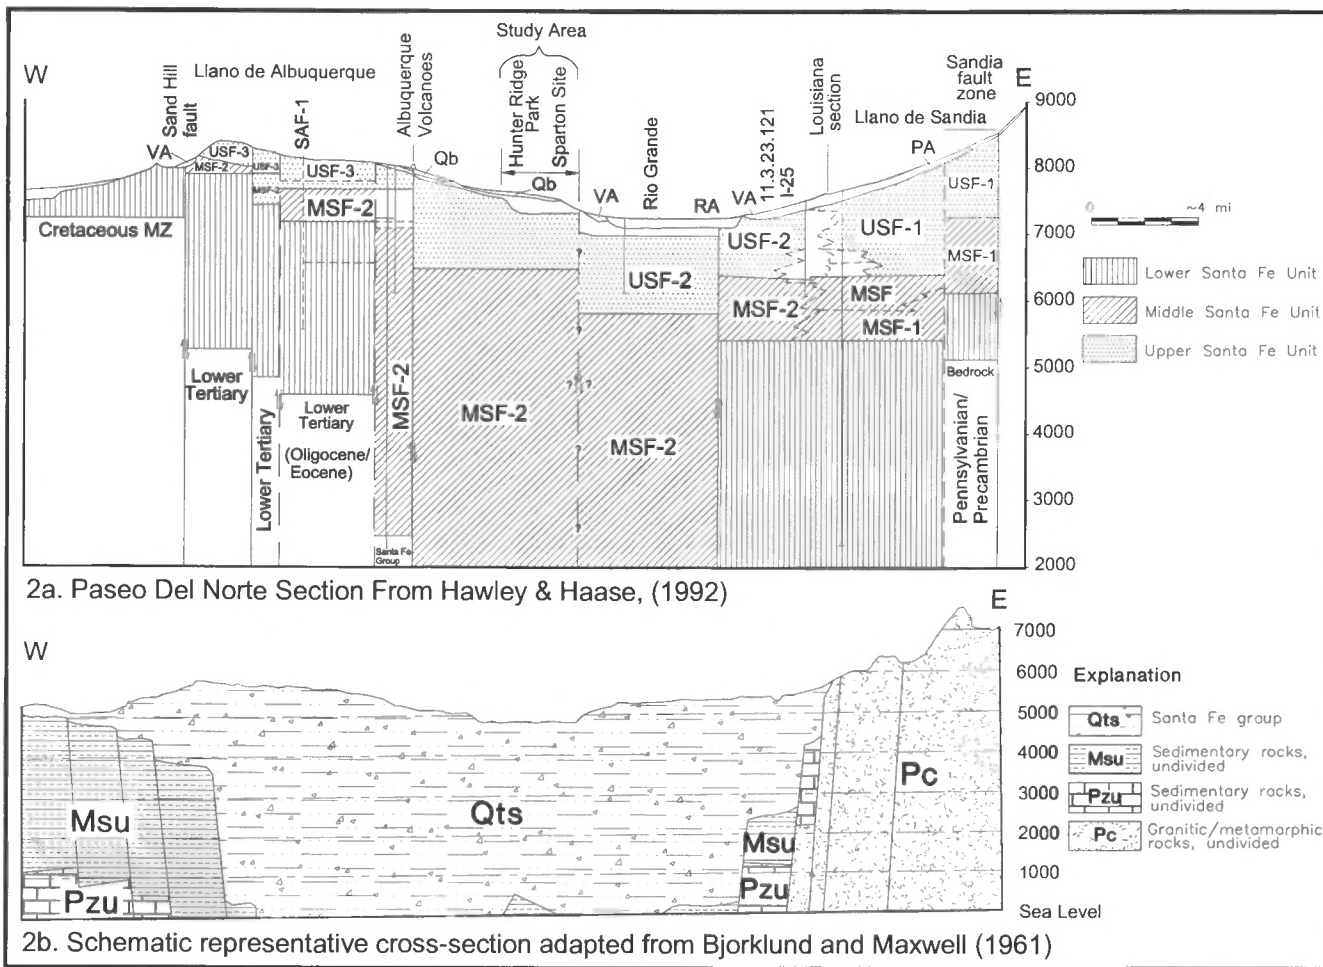 Study Area
W
Sand Hill
fault
Llano de Albuquerque
SAF-1
Albuquerque
Volcanoes
Hunter Ridge
Park
Sparton Site
Rio Grande
11.3.23.121
I-25
Louisiana
section
Sandia
fault
zone
Llano de Sandia
E
9000
8000
7000
6000
5000
4000
3000
2000
VA
USF-3
MSF-2
USF-3
MSF-2
USF-3
MSF-2
Qb
Qb
VA
RA
VA
PA
USF-2
USF-2
USF-1
USF-1
MSF-1
MSF
MSF-2
MSF-1
Cretaceous MZ
Lower
Tertiary
Lower Tertiary
Lower
Tertiary
(Oligocene/
Eocene)
MSF-2
Santa Fe
Group
MSF-2
MSF-2
?
?
?
?
?
Bedrock
Pennsylvanian/
Precambrian
0 ~4 mi
Lower Santa Fe Unit
Middle Santa Fe Unit
Upper Santa Fe Unit
2a. Paseo Del Norte Section From Hawley & Haase, (1992)
W
E
7000
6000
5000
4000
3000
2000
1000
Sea Level
Msu
Pzu
Qts
Msu
Pzu
Pc
Explanation
Qts Santa Fe group
Msu Sedimentary rocks,
undivided
Pzu Sedimentary rocks,
undivided
Pc Granitic/metamorphic
rocks, undivided
2b. Schematic representative cross-section adapted from Bjorklund and Maxwell (1961)